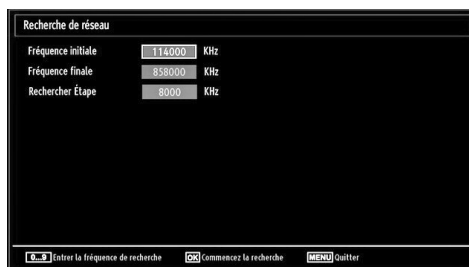 Recherche de réseau
Fréquence initiale 114000 KHz
Fréquence finale 858000 KHz
Rechercher Étape 8000 KHz
0...9 Entrer la fréquence de recherche OK Commencez la recherche MENU Quitter